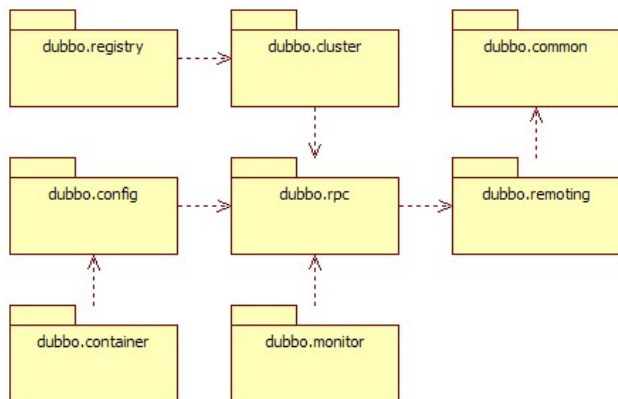 dubbo.registry
dubbo.cluster
dubbo.common
dubbo.config
dubbo.rpc
dubbo.remoting
dubbo.container
dubbo.monitor